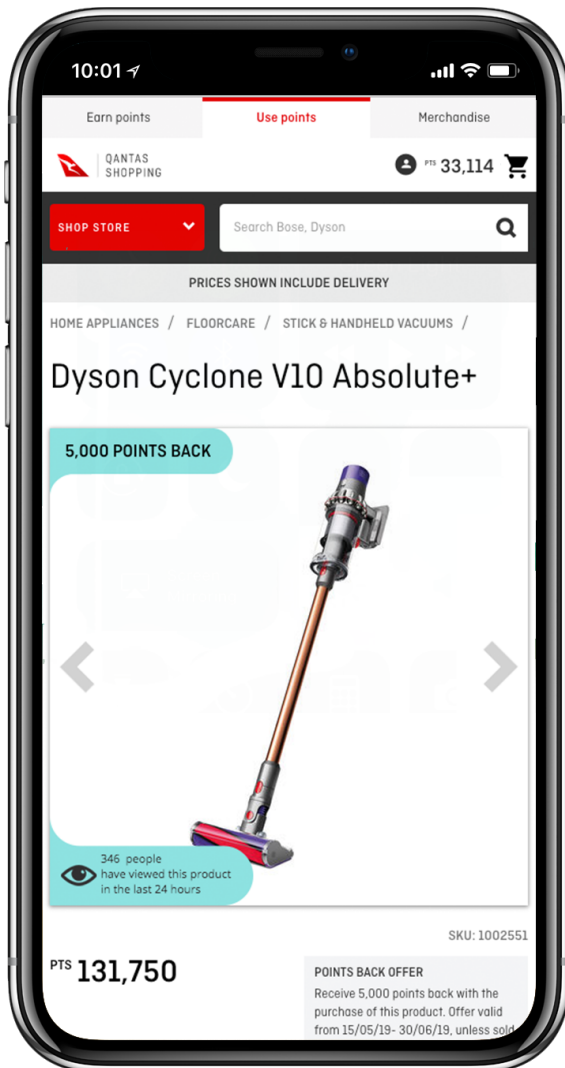 10:01
Earn points
Use points
Merchandise
QANTAS
SHOPPING
PTS 33,114
SHOP STORE
Search Bose, Dyson
PRICES SHOWN INCLUDE DELIVERY
HOME APPLIANCES / FLOORCARE / STICK & HANDHELD VACUUMS /
Dyson Cyclone V10 Absolute+
5,000 POINTS BACK
346 people
have viewed this product
in the last 24 hours
SKU: 1002551
PTS 131,750
POINTS BACK OFFER
Receive 5,000 points back with the
purchase of this product. Offer valid
from 15/05/19- 30/06/19, unless sold